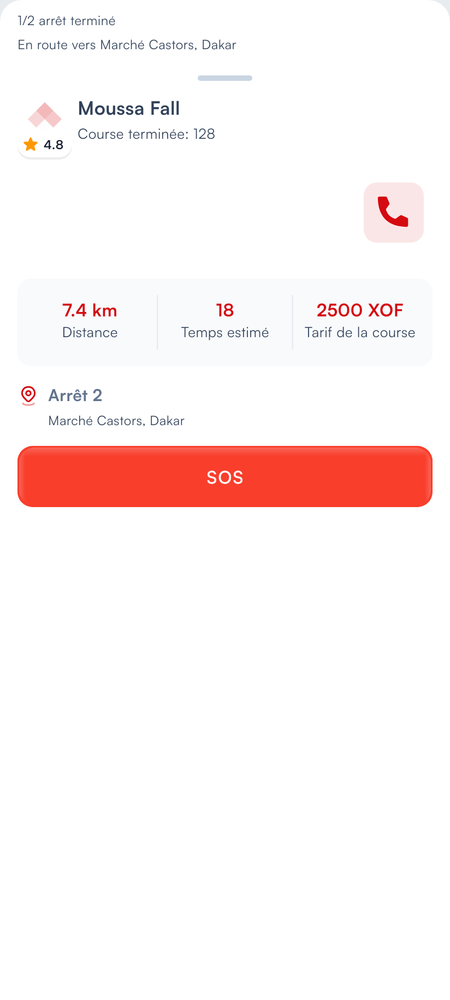 1/2 arrêt terminé
En route vers Marché Castors, Dakar
Moussa Fall
Course terminée: 128
4.8
7.4 km
Distance
18
Temps estimé
2500 XOF
Tarif de la course
Arrêt 2
Marché Castors, Dakar
SOS